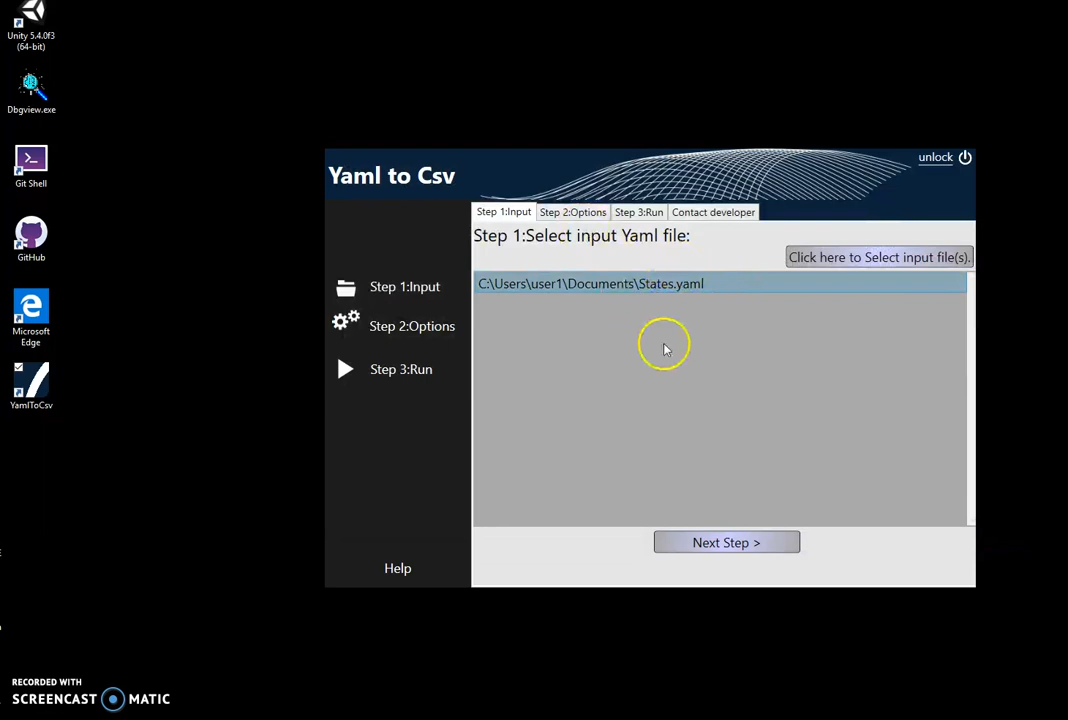 Unity 5.4.0f3
(64-bit)
Dbgview.exe
Git Shell
GitHub
Microsoft
Edge
YamlToCsv
Yaml to Csv
unlock
Step 1:Input
Step 2:Options
Step 3:Run
Contact developer
Step 1:Select input Yaml file:
Click here to Select input file(s).
C:\Users\user1\Documents\States.yaml
Step 1:Input
Step 2:Options
Step 3:Run
Next Step >
Help
RECORDED WITH
SCREENCAST MATIC